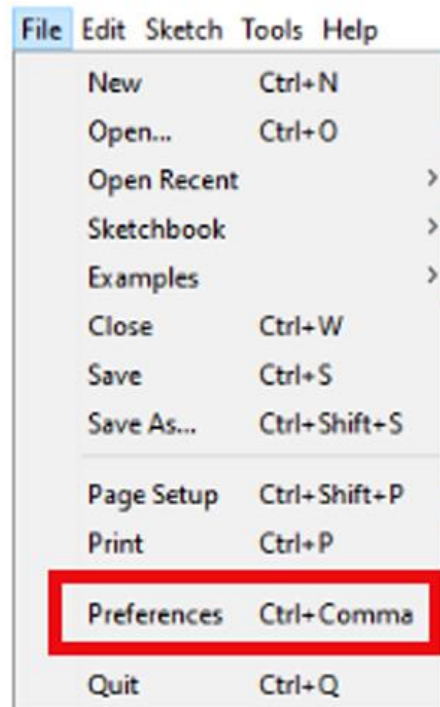 File Edit Sketch Tools Help
New Ctrl+N
Open... Ctrl+O
Open Recent >
Sketchbook >
Examples >
Close Ctrl+W
Save Ctrl+S
Save As... Ctrl+Shift+S
Page Setup Ctrl+Shift+P
Print Ctrl+P
Preferences Ctrl+Comma
Quit Ctrl+Q